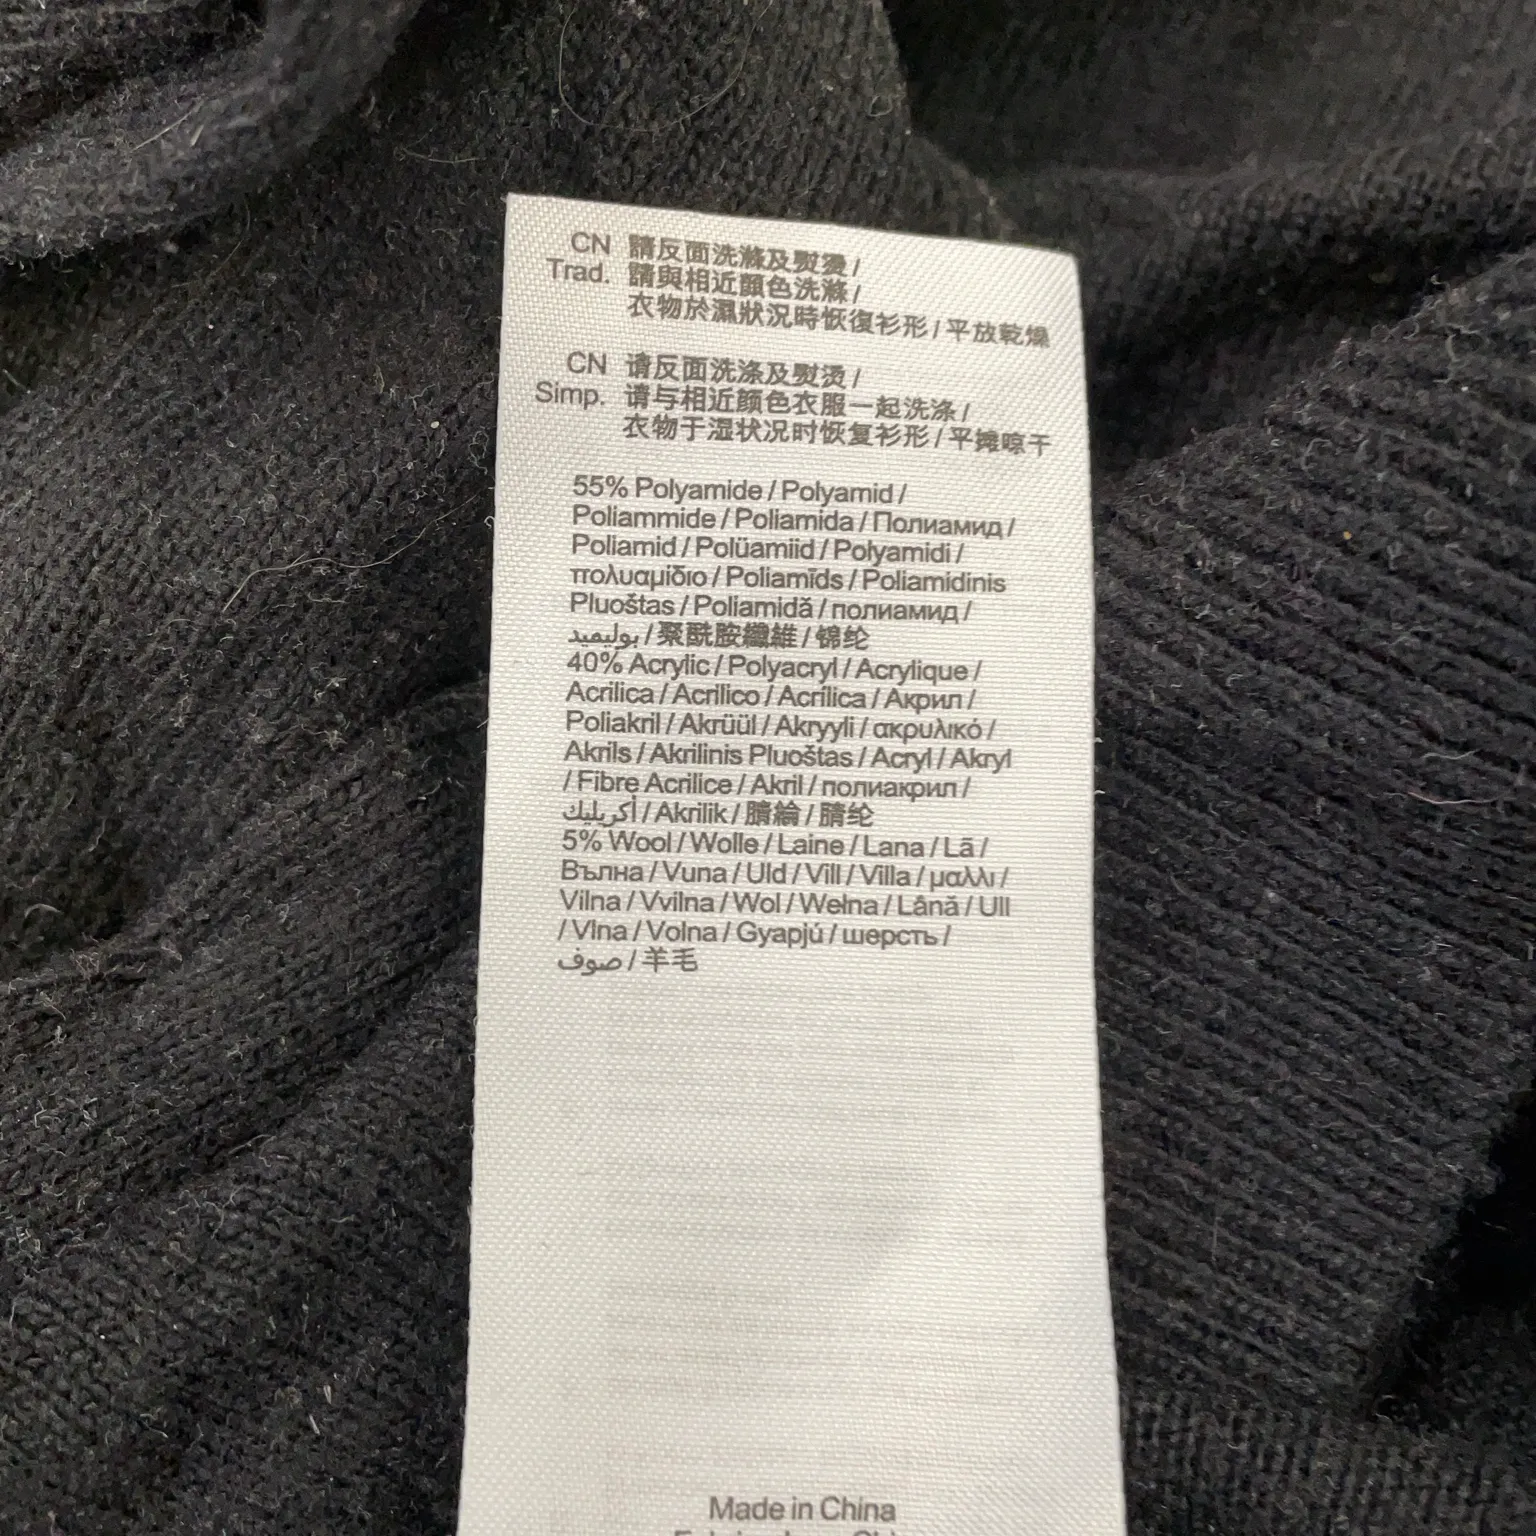 CN 請反面洗滌及熨燙 /
Trad. 請與相近顏色洗滌 /
衣物於濕狀況時恢復衫形 / 平放乾燥
CN 请反面洗涤及熨烫 /
Simp. 请与相近颜色衣服一起洗涤 /
衣物于湿状况时恢复衫形 / 平摊晾干
55% Polyamide / Polyamid /
Poliammide / Poliamida / Полиамид /
Poliamid / Polüamiid / Polyamidi /
πολυαμίδιο / Poliamīds / Poliamidinis
Pluoštas / Poliamidă / полиамид /
بوليميد / 聚酰胺纖維 / 锦纶
40% Acrylic / Polyacryl / Acrylique /
Acrilica / Acrilico / Acrílica / Акрил /
Poliakril / Akrüül / Akryyli / ακρυλικό /
Akrils / Akrilinis Pluoštas / Acryl / Akryl
/ Fibre Acrilice / Akril / полиакрил /
أكريليك / Akrilik / 腈綸 / 腈纶
5% Wool / Wolle / Laine / Lana / Lã /
Вълна / Vuna / Uld / Vill / Villa / μαλλι /
Vilna / Vvilna / Wol / Wełna / Lână / Ull
/ Vlna / Volna / Gyapjú / шерсть /
صوف / 羊毛
Made in China